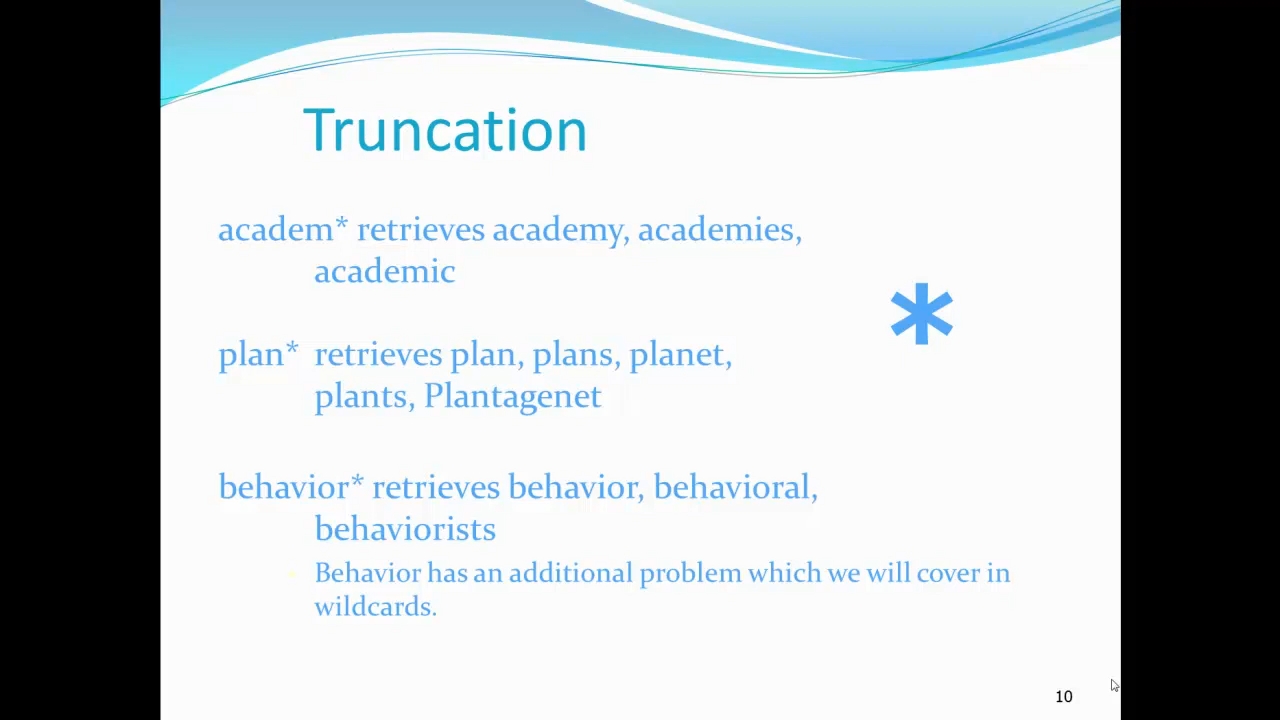 Truncation
academ* retrieves academy, academies,
academic
*
plan* retrieves plan, plans, planet,
plants, Plantagenet
behavior* retrieves behavior, behavioral,
behaviorists
Behavior has an additional problem which we will cover in
wildcards.
10